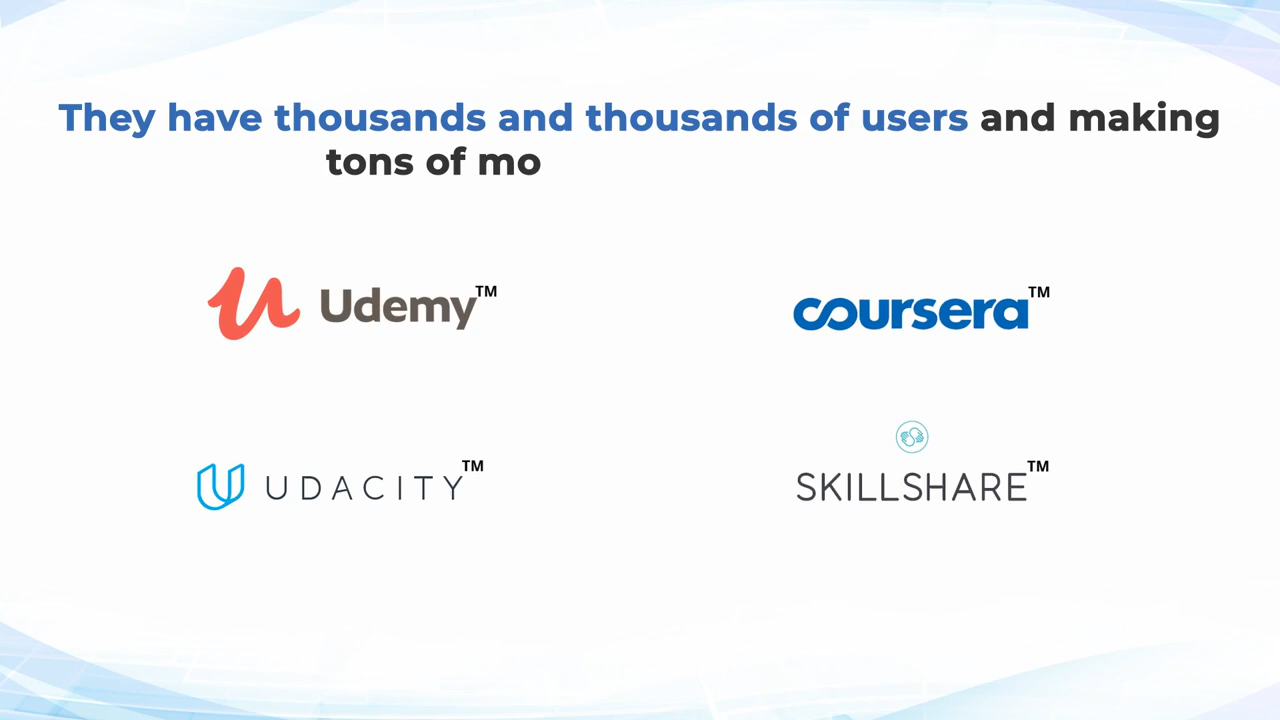 They have thousands and thousands of users and making
tons of mo
Udemy™
coursera™
UDACITY™
SKILLSHARE™